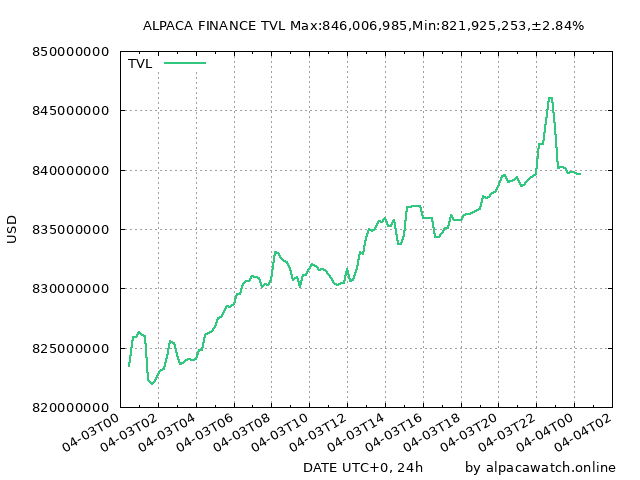 ALPACA FINANCE TVL Max:846,006,985,Min:821,925,253,±2.84%
850000000
TVL
845000000
840000000
835000000
USD
830000000
825000000
820000000
04-03T00
04-03T02
04-03T04
04-03T06
04-03T08
04-03T10
04-03T12
04-03T14
04-03T16
04-03T18
04-03T20
04-03T22
04-04T00
04-04T02
DATE UTC+0, 24h
by alpacawatch.online